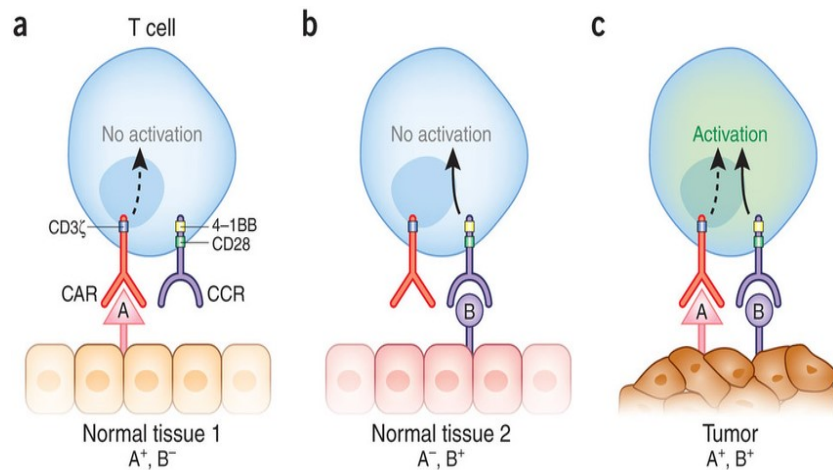 a
T cell
No activation
CD3ζ
4–1BB
CD28
CAR
CCR
A
Normal tissue 1
A⁺, B⁻
b
No activation
B
Normal tissue 2
A⁻, B⁺
c
Activation
A
B
Tumor
A⁺, B⁺